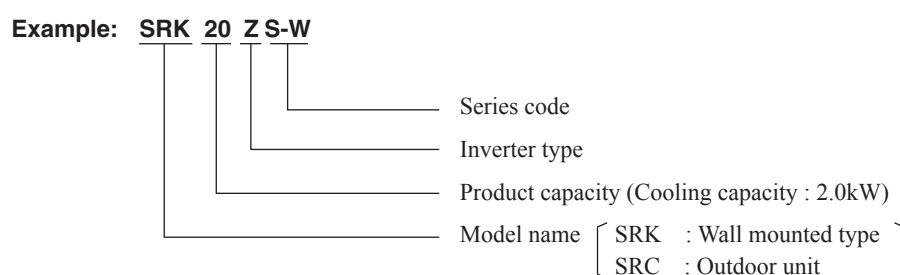 Example: SRK 20 Z S-W
Series code
Inverter type
Product capacity (Cooling capacity : 2.0kW)
Model name SRK : Wall mounted type
SRC : Outdoor unit